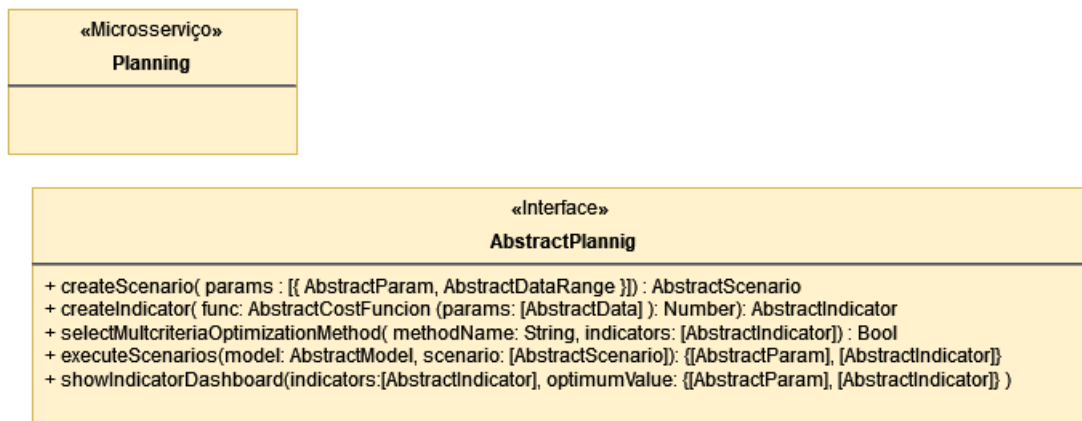 «Microsserviço»
Planning
«Interface»
AbstractPlannig
+ createScenario( params : [{ AbstractParam, AbstractDataRange }]) : AbstractScenario
+ createIndicator( func: AbstractCostFuncion (params: [AbstractData] ): Number): AbstractIndicator
+ selectMultcriteriaOptimizationMethod( methodName: String, indicators: [AbstractIndicator]) : Bool
+ executeScenarios(model: AbstractModel, scenario: [AbstractScenario]): {[AbstractParam], [AbstractIndicator]}
+ showIndicatorDashboard(indicators:[AbstractIndicator], optimumValue: {[AbstractParam], [AbstractIndicator]} )